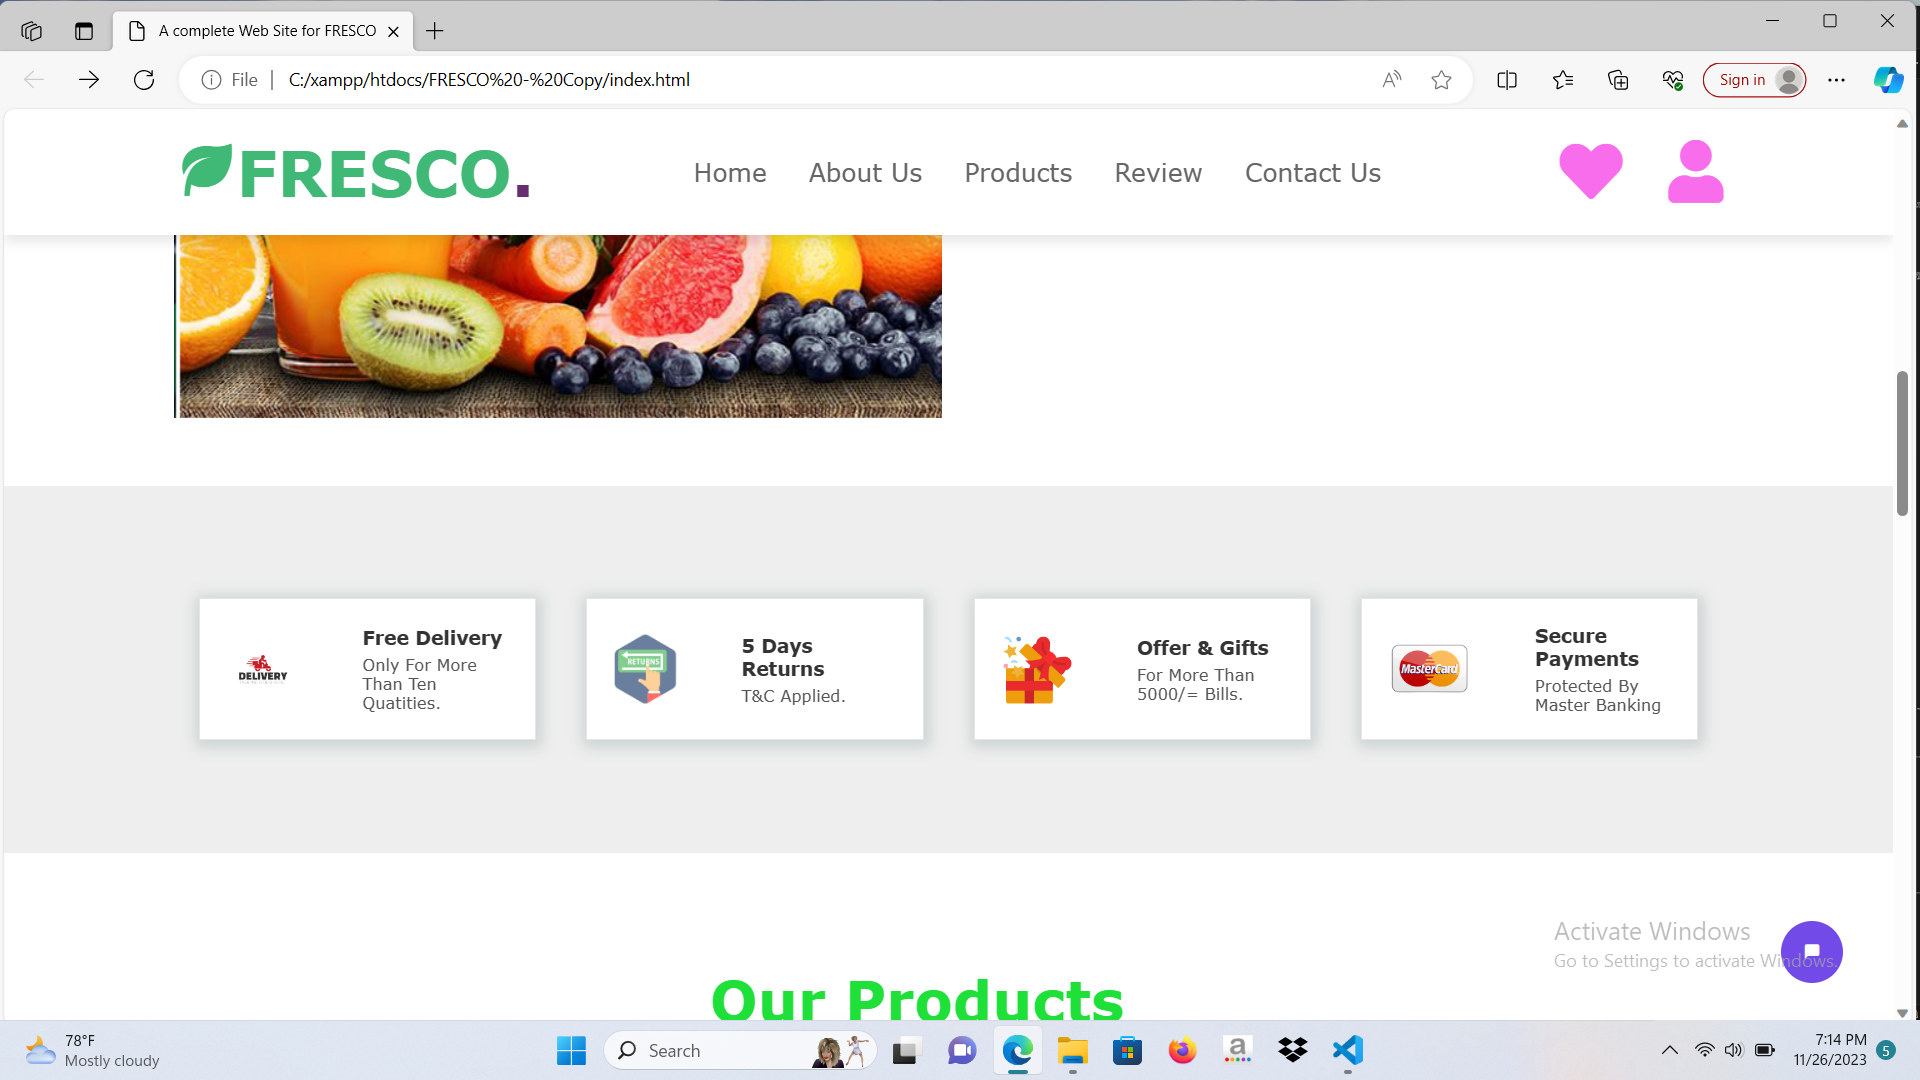 A complete Web Site for FRESCO
File
C:/xampp/htdocs/FRESCO%20-%20Copy/index.html
Sign in
FRESCO.
Home
About Us
Products
Review
Contact Us
DELIVERY
Free Delivery
Only For More
Than Ten
Quatities.
RETURNS
5 Days
Returns
T&C Applied.
Offer & Gifts
For More Than
5000/= Bills.
MasterCard
Secure
Payments
Protected By
Master Banking
Activate Windows
Go to Settings to activate Windows.
Our Products
78°F
Mostly cloudy
Search
a
7:14 PM
11/26/2023
5